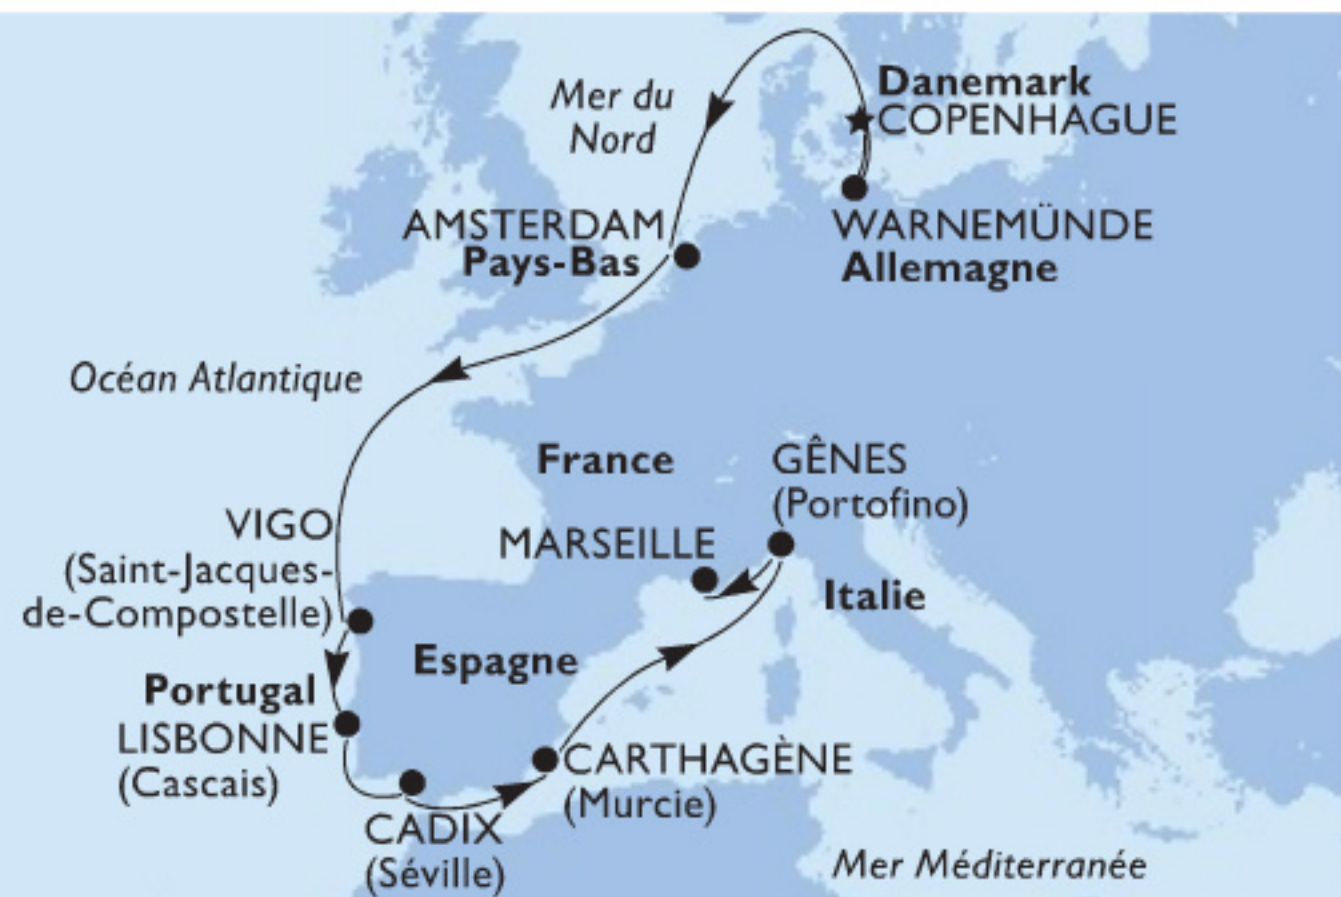 Danemark
COPENHAGUE
Mer du
Nord
AMSTERDAM
Pays-Bas
WARNEMÜNDE
Allemagne
Océan Atlantique
France
GÊNES
(Portofino)
MARSEILLE
VIGO
(Saint-Jacques-
de-Compostelle)
Italie
Espagne
Portugal
LISBONNE
(Cascais)
CARTHAGÈNE
(Murcie)
CADIX
(Séville)
Mer Méditerranée